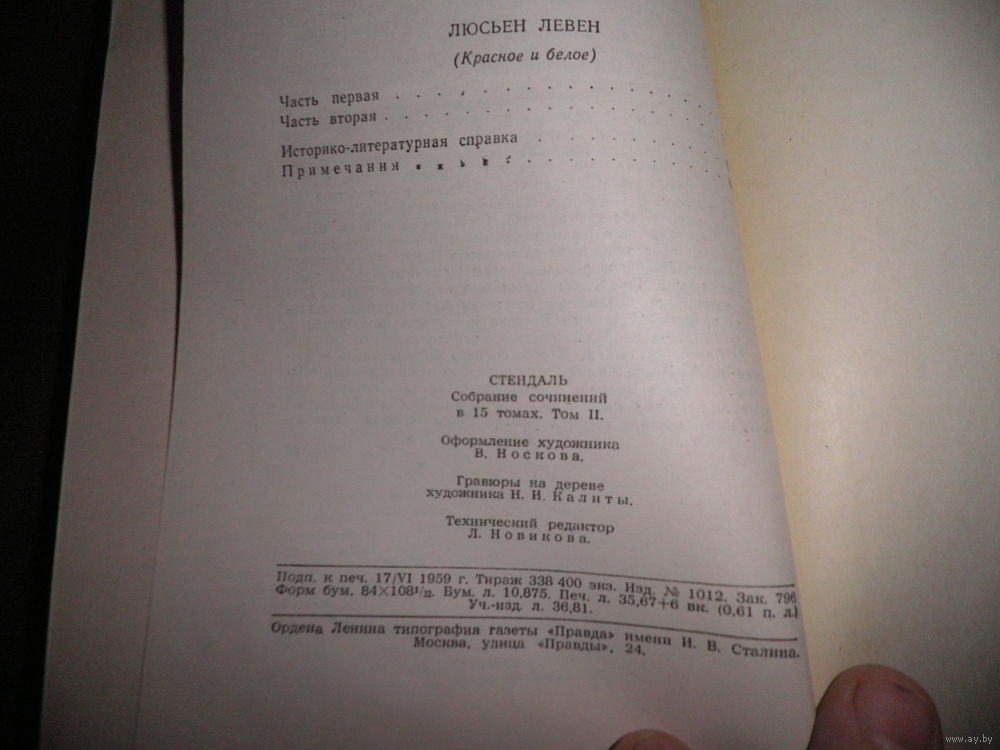 ЛЮСЬЕН ЛЕВЕН
(Красное и белое)
Часть первая . . . . . . . . . . . . .
Часть вторая . . . . . . . . . . . . .
Историко-литературная справка . . . . . .
Примечания . . . . . . . . . . . . .
СТЕНДАЛЬ
Собрание сочинений
в 15 томах. Том II.
Оформление художника
В. Носкова.
Гравюры на дереве
художника Н. И. Калиты.
Технический редактор
Л. Новикова.
Подп. к печ. 17/VI 1959 г. Тираж 338 400 экз. Изд. № 1012. Зак. 796
Форм бум. 84×108¹/₃₂. Бум. л. 10,875. Печ. л. 35,67+6 вк. (0,61 п. л.)
Уч.-изд. л. 36,81.
Ордена Ленина типография газеты «Правда» имени И. В. Сталина.
Москва, улица «Правды», 24.
www.ay.by